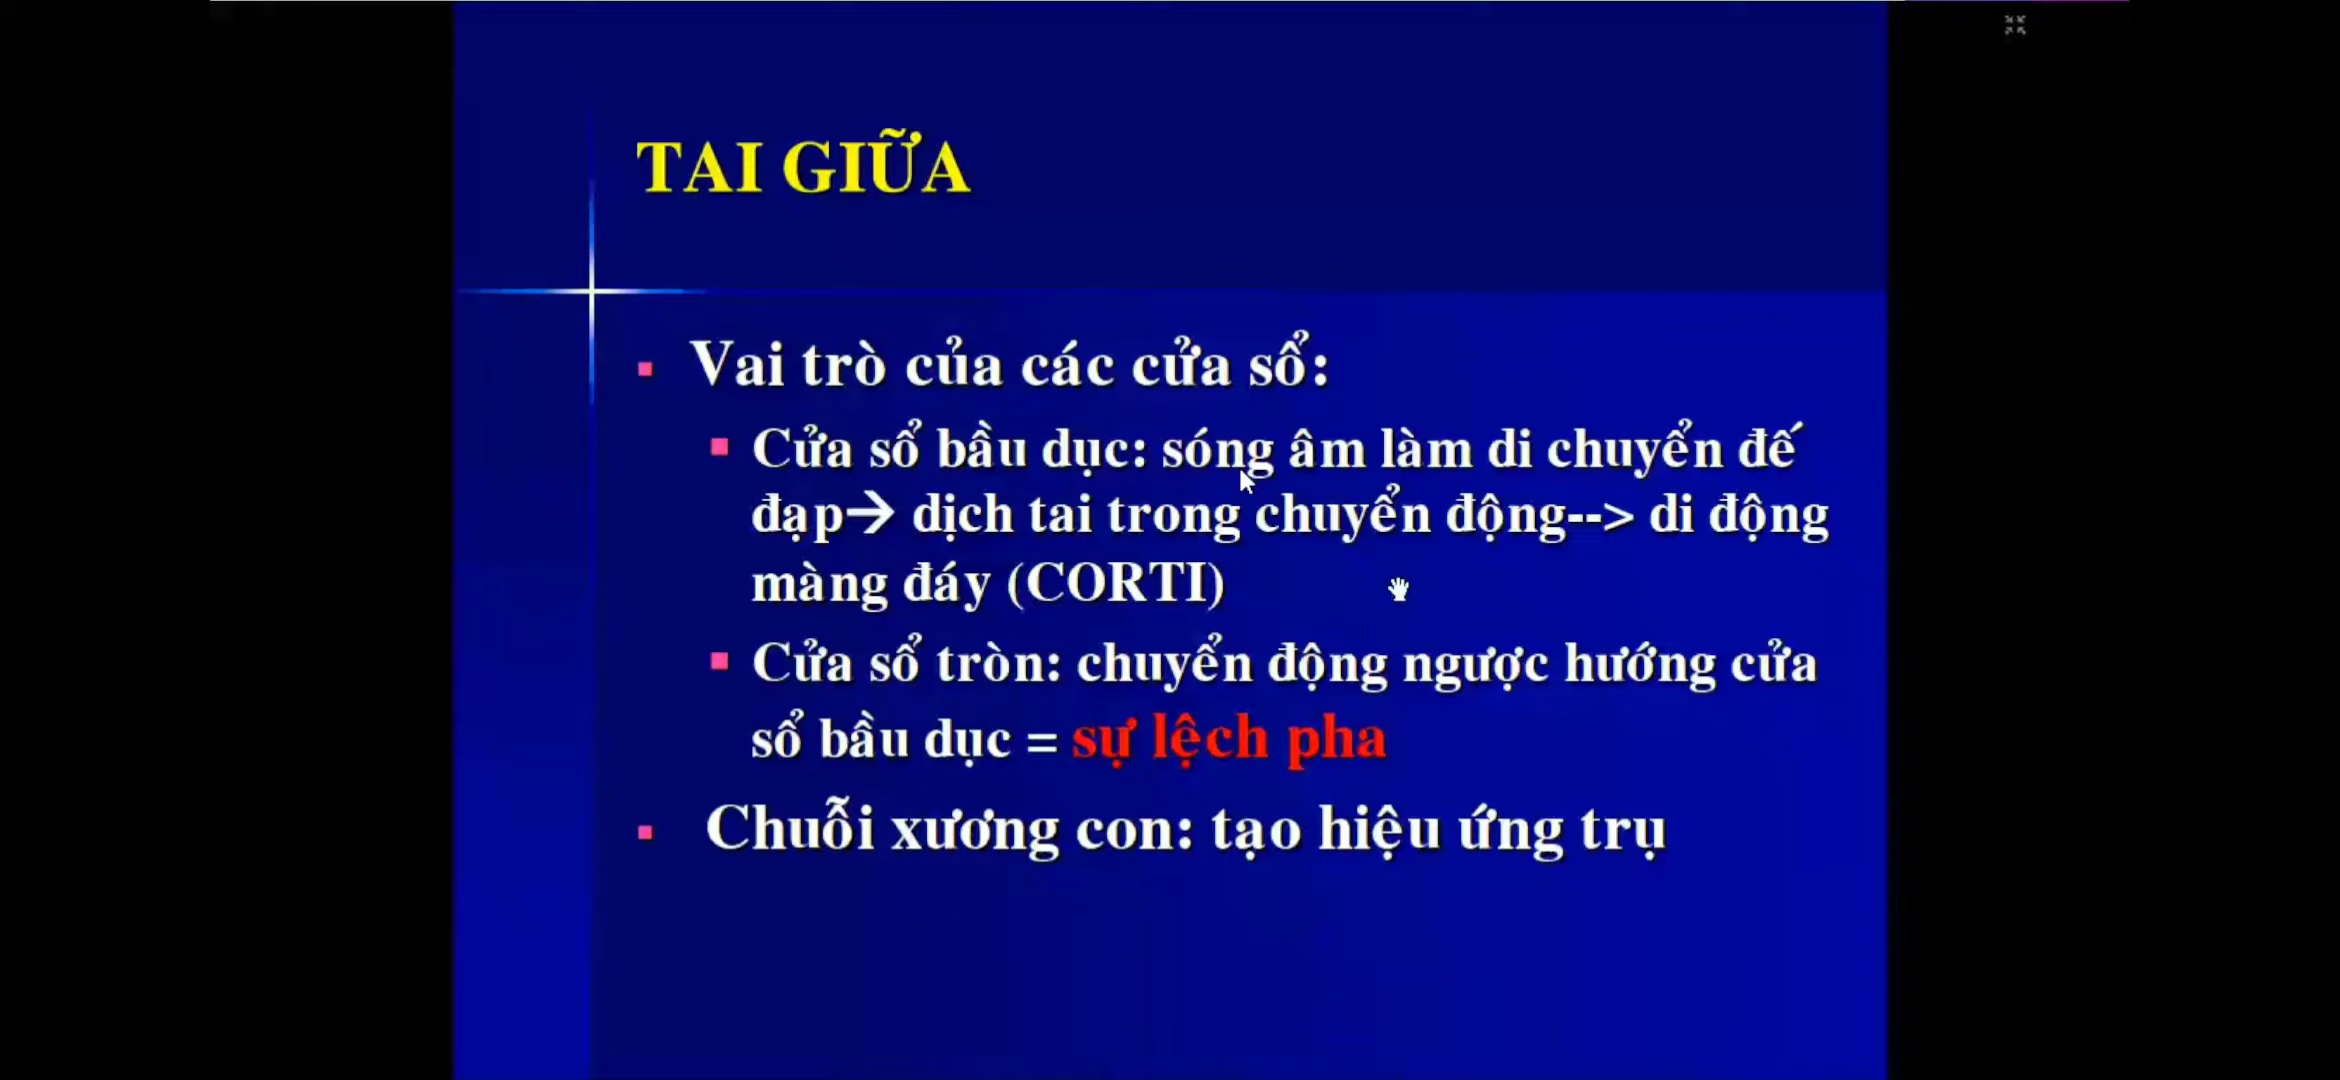 TAI GIỮA
Vai trò của các cửa sổ:
Cửa sổ bầu dục: sóng âm làm di chuyển đế
đạp→ dịch tai trong chuyển động--> di động
màng đáy (CORTI)
Cửa sổ tròn: chuyển động ngược hướng cửa
sổ bầu dục = sự lệch pha
Chuỗi xương con: tạo hiệu ứng trụ